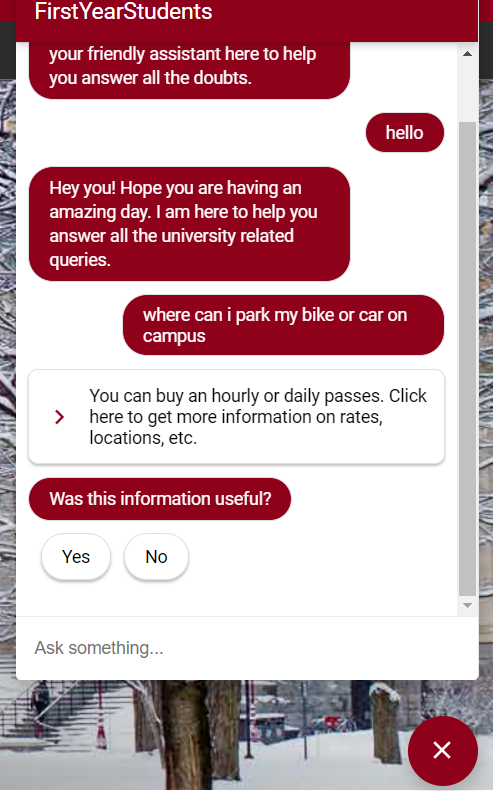 FirstYearStudents
your friendly assistant here to help
you answer all the doubts.
hello
Hey you! Hope you are having an
amazing day. I am here to help you
answer all the university related
queries.
where can i park my bike or car on
campus
You can buy an hourly or daily passes. Click
here to get more information on rates,
locations, etc.
Was this information useful?
Yes No
Ask something...